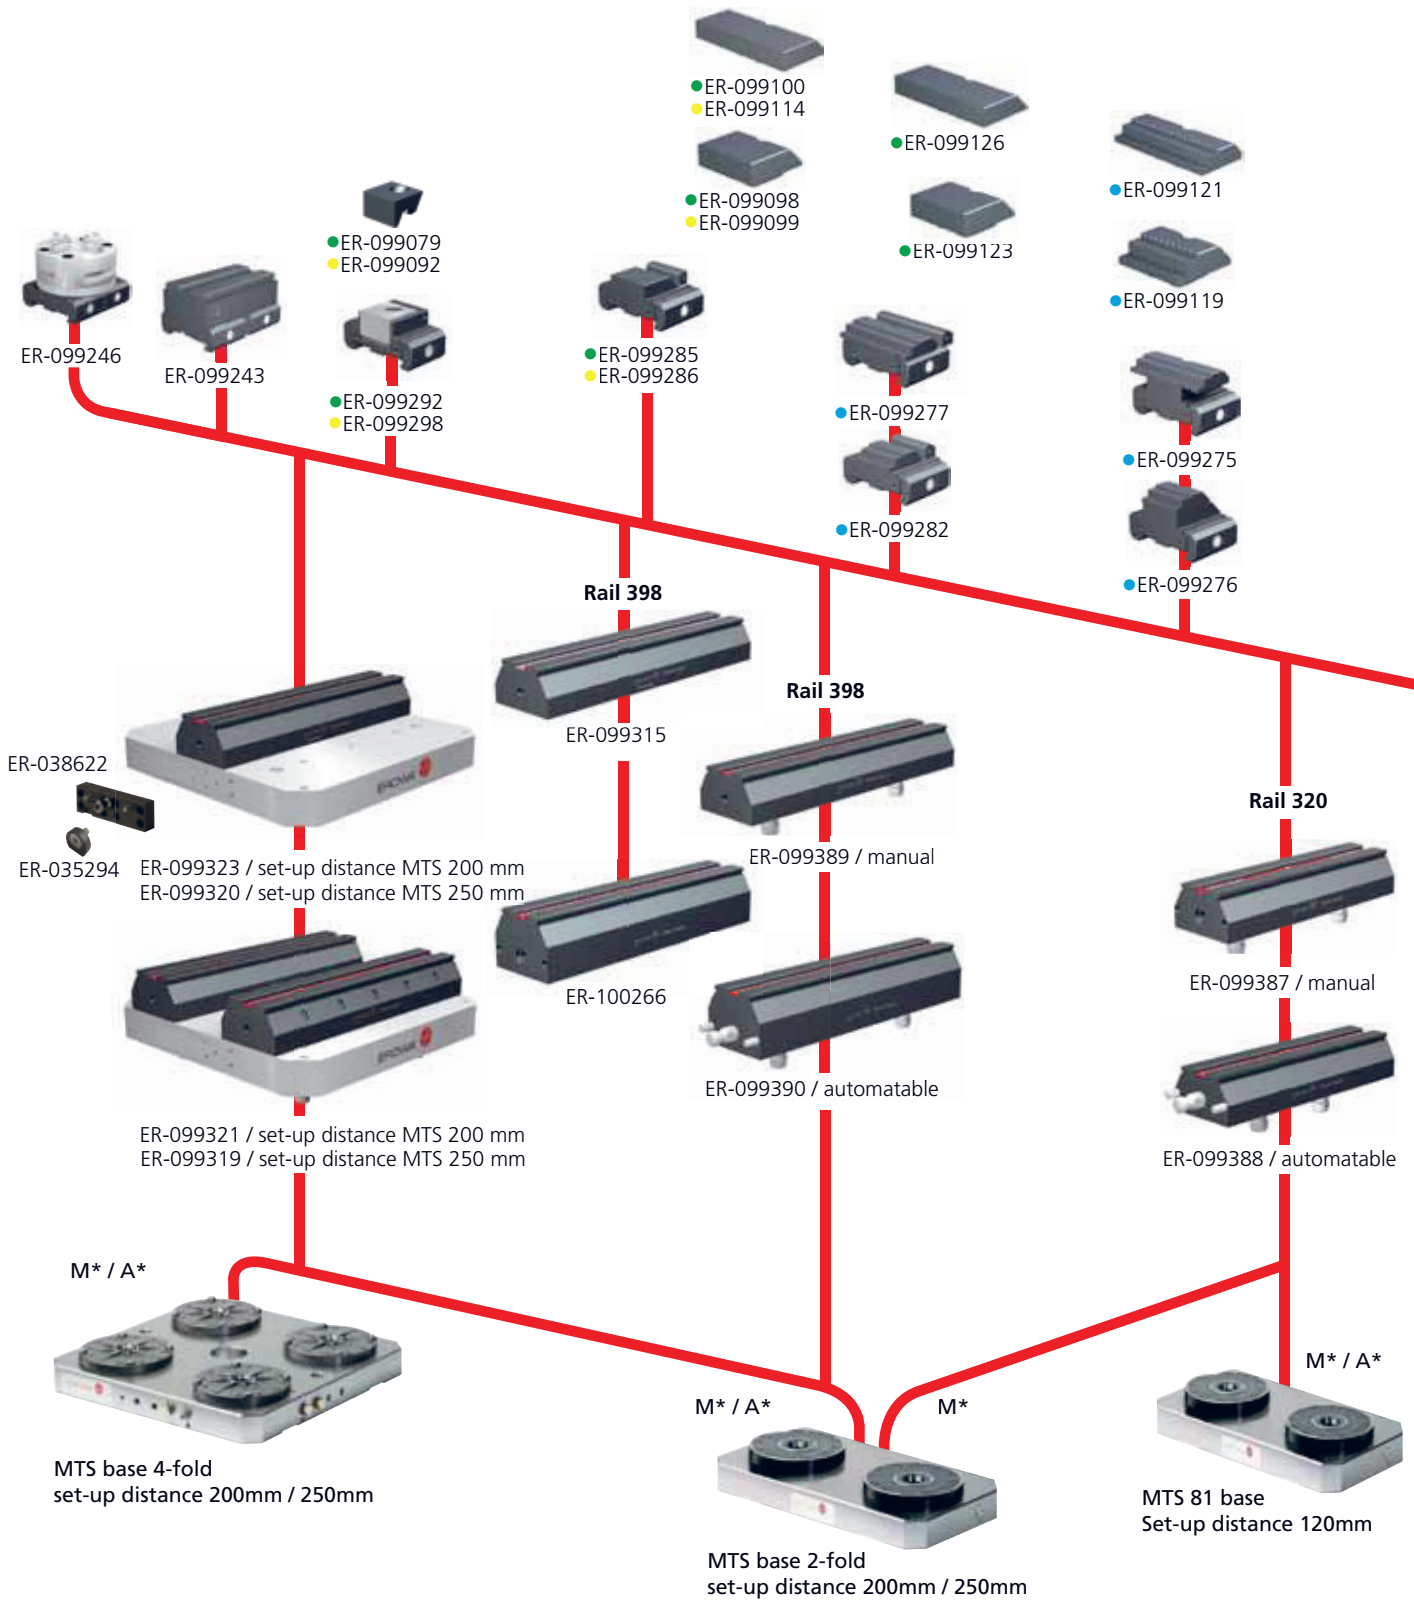 ER-099100
ER-099114
ER-099126
ER-099121
ER-099098
ER-099099
ER-099123
ER-099119
ER-099079
ER-099092
ER-099246
ER-099243
ER-099292
ER-099298
ER-099285
ER-099286
ER-099277
ER-099282
ER-099275
ER-099276
Rail 398
ER-099315
ER-100266
Rail 398
ER-099389 / manual
ER-099390 / automatable
Rail 320
ER-099387 / manual
ER-099388 / automatable
ER-038622
ER-035294
EROWA
ER-099323 / set-up distance MTS 200 mm
ER-099320 / set-up distance MTS 250 mm
EROWA
ER-099321 / set-up distance MTS 200 mm
ER-099319 / set-up distance MTS 250 mm
M* / A*
MTS base 4-fold
set-up distance 200mm / 250mm
M* / A*
M*
MTS base 2-fold
set-up distance 200mm / 250mm
M* / A*
MTS 81 base
Set-up distance 120mm